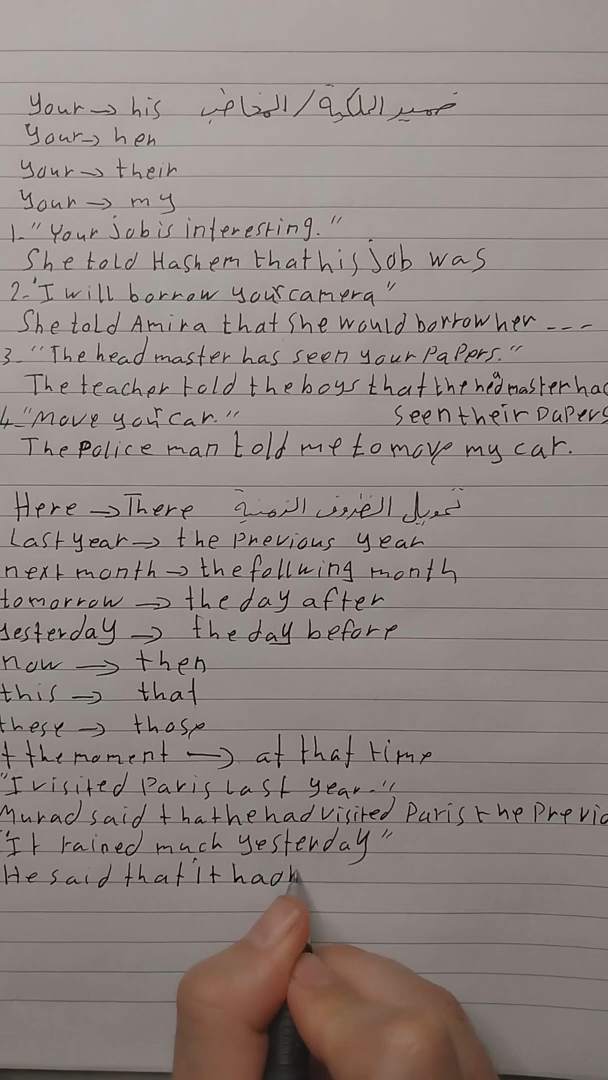 Your → his ضمير الملكية / المخاطب
Your → her
Your → their
Your → my
1- "Your job is interesting."
She told Hashem that his job was
2- "I will borrow your camera"
She told Amira that she would borrow her ---
3- "The head master has seen your papers."
The teacher told the boys that the head master had
seen their papers
4- "Move your car."
The Police man told me to move my car.
Here → There تحويل الظروف الزمنية
Last year → the previous year
next month → the follwing month
tomorrow → the day after
yesterday → the day before
now → then
this → that
these → those
t the moment → at that time
"I visited Paris Last year."
Murad said that he had visited Paris the Previo
"It rained much yesterday"
He said that it had